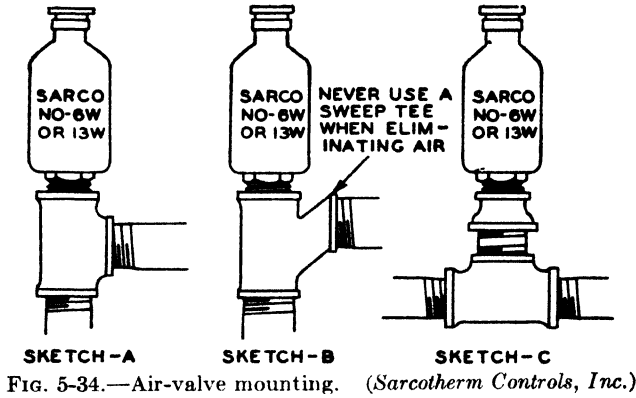 SARCO
NO-6W
OR 13W
SARCO
NO-6W
OR 13W
NEVER USE A
SWEEP TEE
WHEN ELIM-
INATING AIR
SARCO
NO-6W
OR 13W
SKETCH-A
SKETCH-B
SKETCH-C
FIG. 5-34.—Air-valve mounting. (Sarcotherm Controls, Inc.)